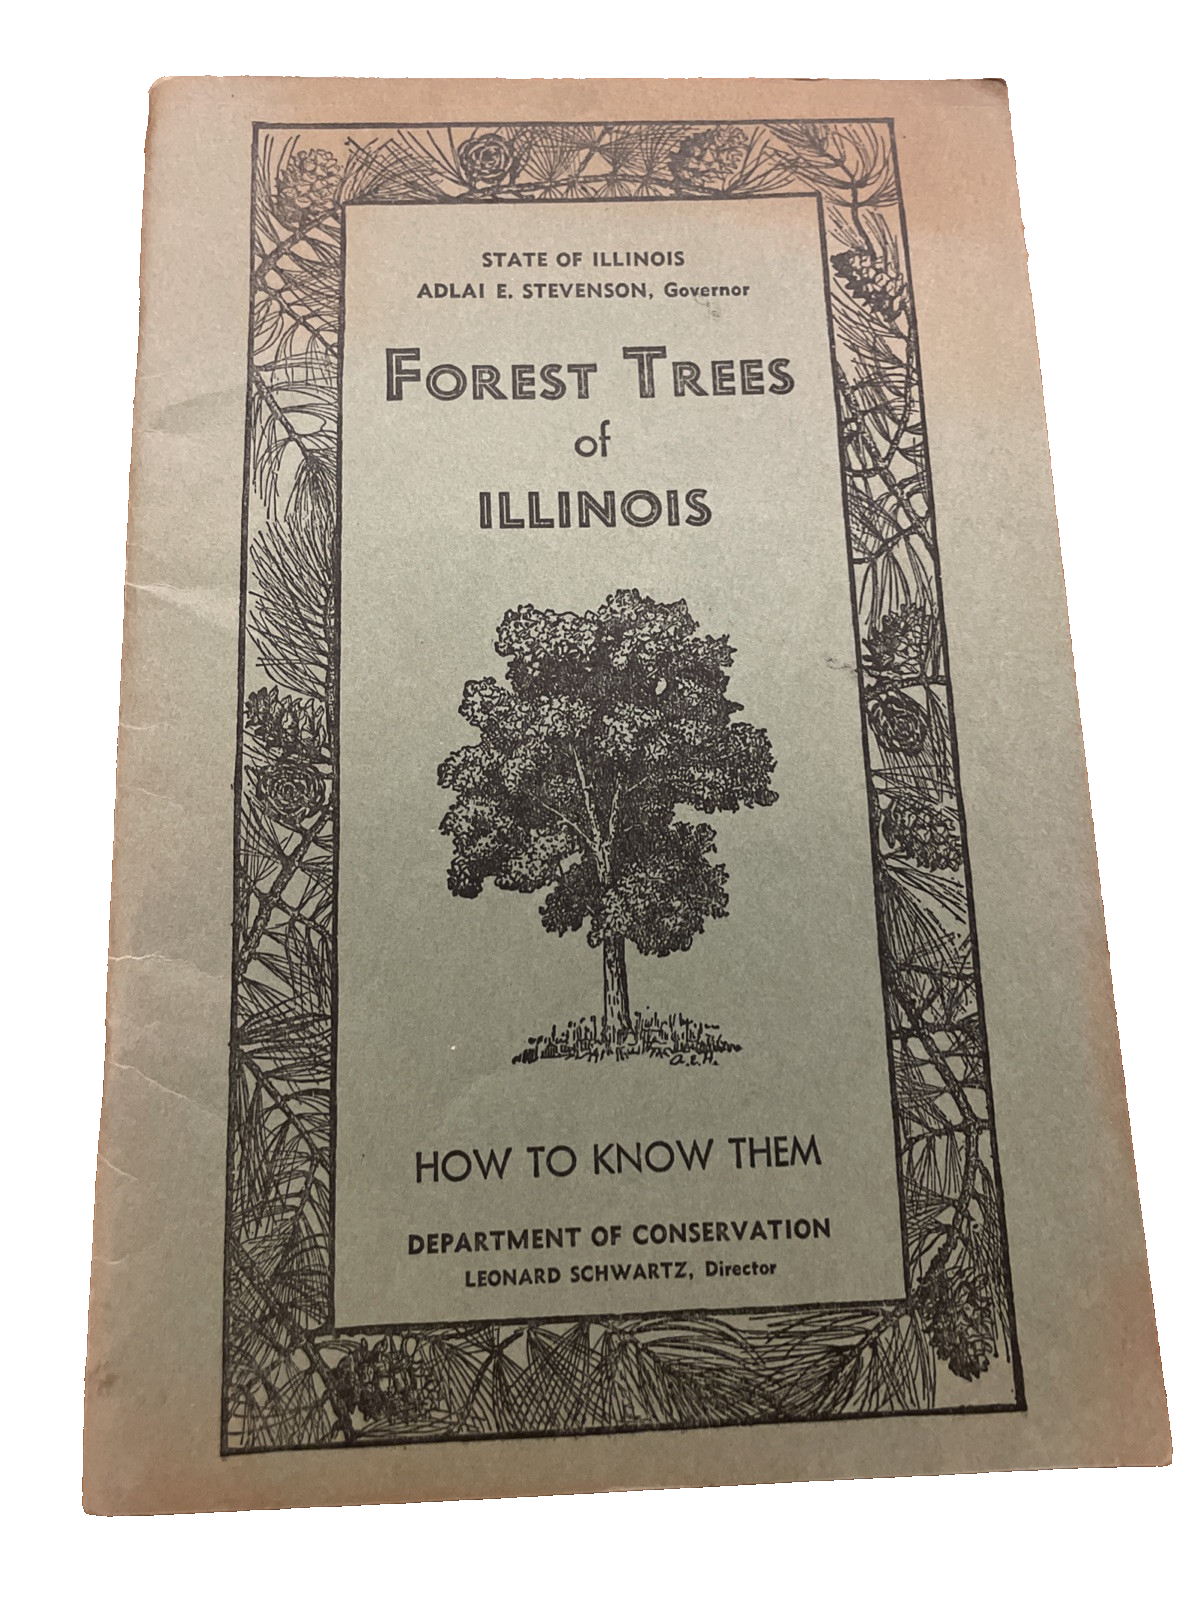 STATE OF ILLINOIS
ADLAI E. STEVENSON, Governor
FOREST TREES
of
ILLINOIS
A.E.H.
HOW TO KNOW THEM
DEPARTMENT OF CONSERVATION
LEONARD SCHWARTZ, Director